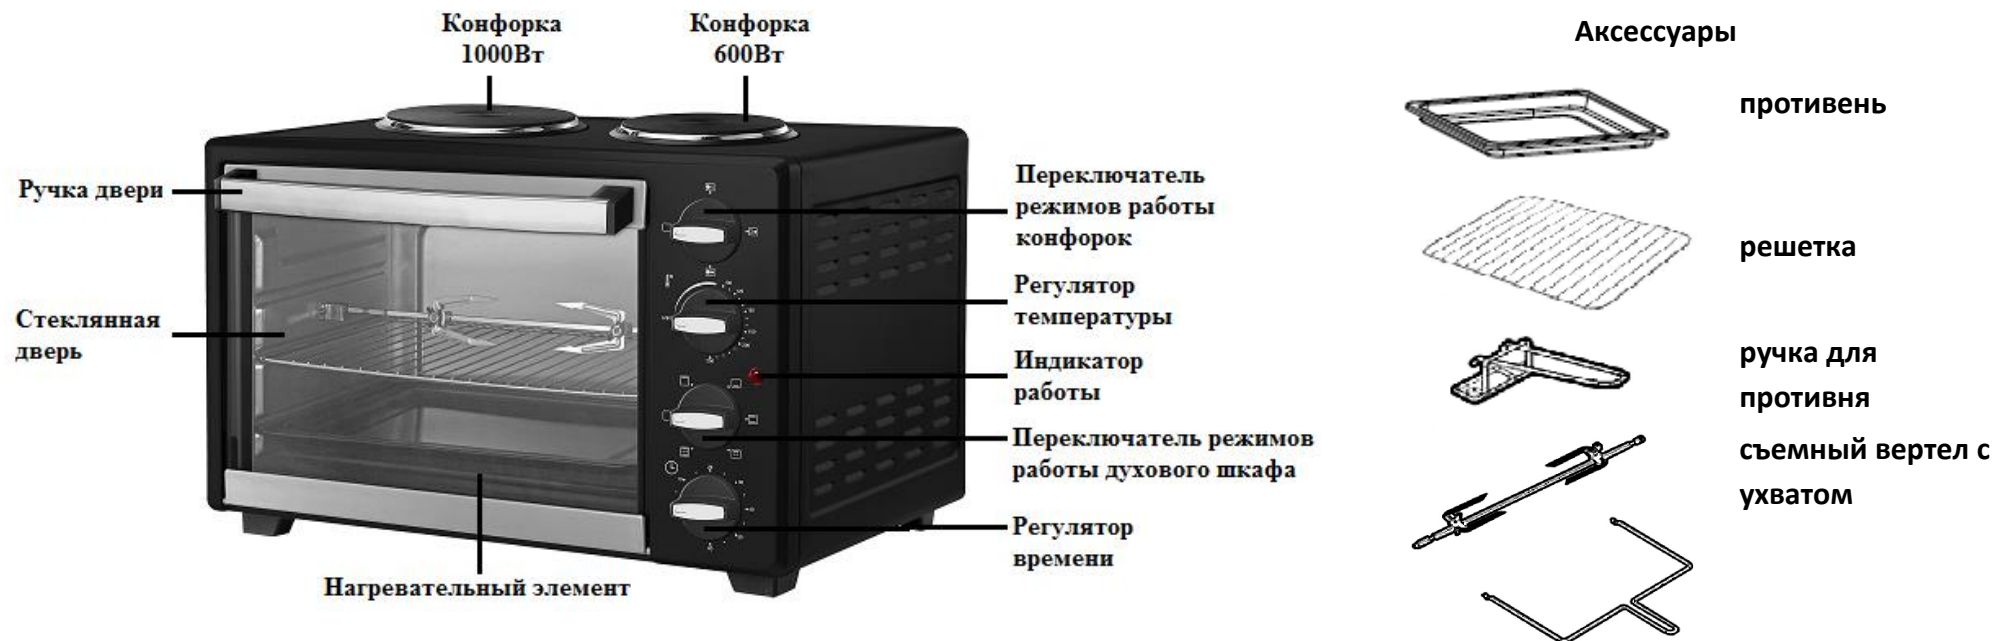 Конфорка
1000Вт
Конфорка
600Вт
Ручка двери
Стеклянная
дверь
Нагревательный элемент
Переключатель
режимов работы
конфорок
Регулятор
температуры
Индикатор
работы
Переключатель режимов
работы духового шкафа
Регулятор
времени
Аксессуары
противень
решетка
ручка для
противня
съемный вертел с
ухватом